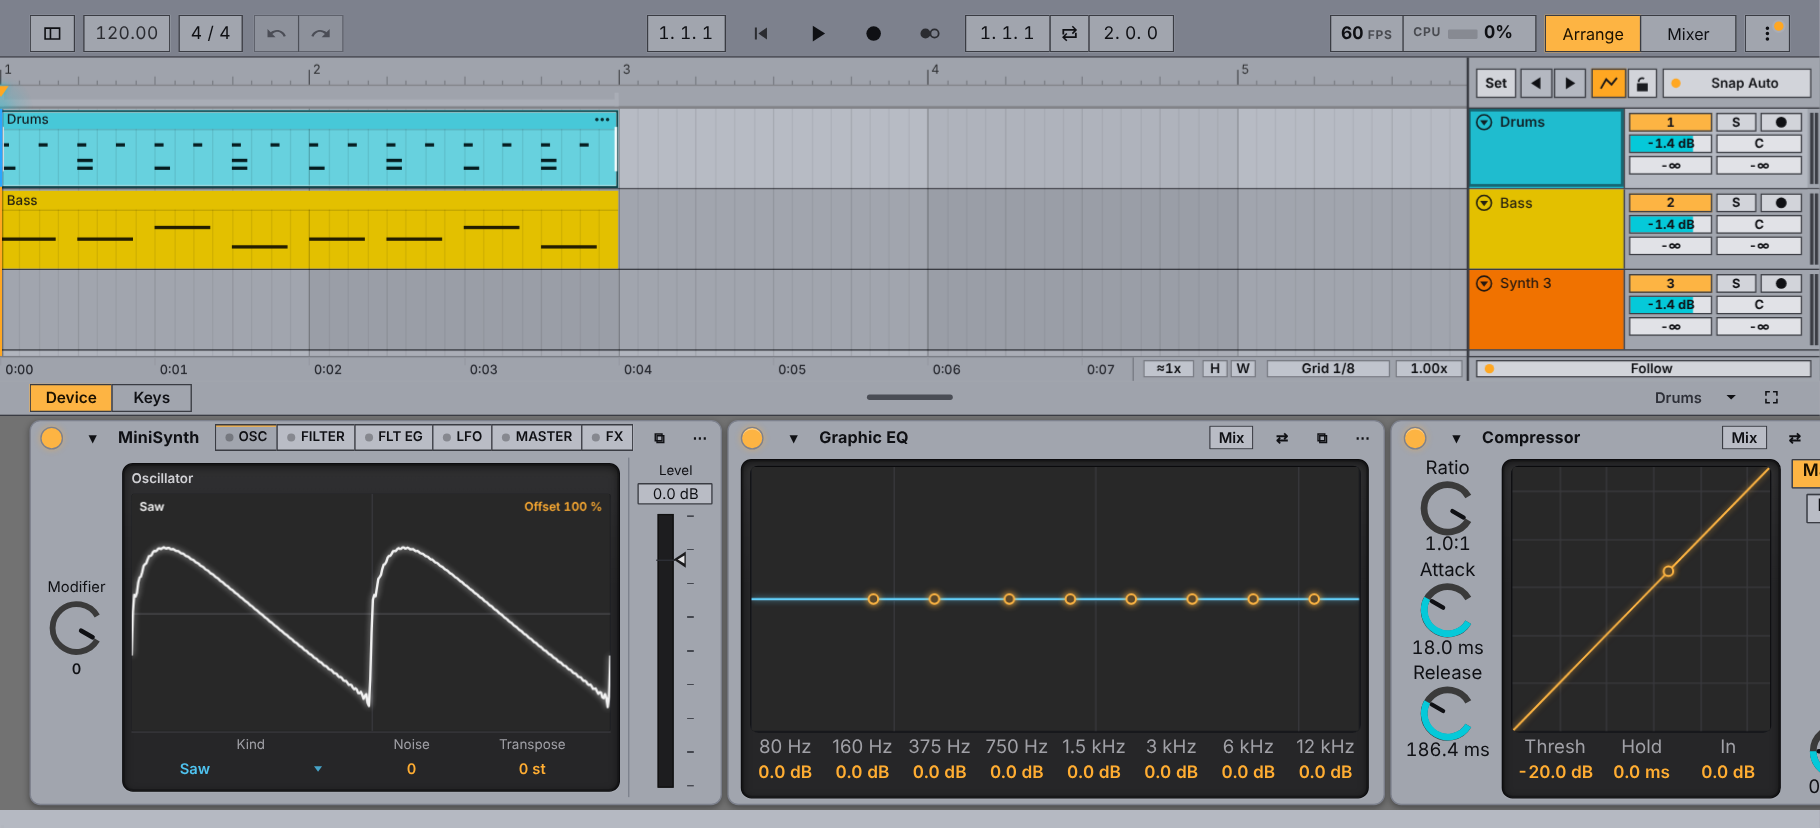 120.00
4 / 4
1. 1. 1
1. 1. 1
2. 0. 0
60 FPS
CPU 0%
Arrange
Mixer
1 2 3 4 5
Set
Snap Auto
Drums
Drums
1 S
-1.4 dB C
-∞ -∞
Bass
Bass
2 S
-1.4 dB C
-∞ -∞
Synth 3
3 S
-1.4 dB C
-∞ -∞
0:00 0:01 0:02 0:03 0:04 0:05 0:06 0:07
≈1x
H W
Grid 1/8
1.00x
Follow
Device
Keys
Drums
MiniSynth
OSC
FILTER
FLT EG
LFO
MASTER
FX
Level
0.0 dB
Modifier
0
Oscillator
Saw
Offset 100 %
Kind Noise Transpose
Saw 0 0 st
Graphic EQ
Mix
80 Hz 160 Hz 375 Hz 750 Hz 1.5 kHz 3 kHz 6 kHz 12 kHz
0.0 dB 0.0 dB 0.0 dB 0.0 dB 0.0 dB 0.0 dB 0.0 dB 0.0 dB
Compressor
Mix
Ratio
1.0:1
Attack
18.0 ms
Release
186.4 ms
Thresh Hold In
-20.0 dB 0.0 ms 0.0 dB